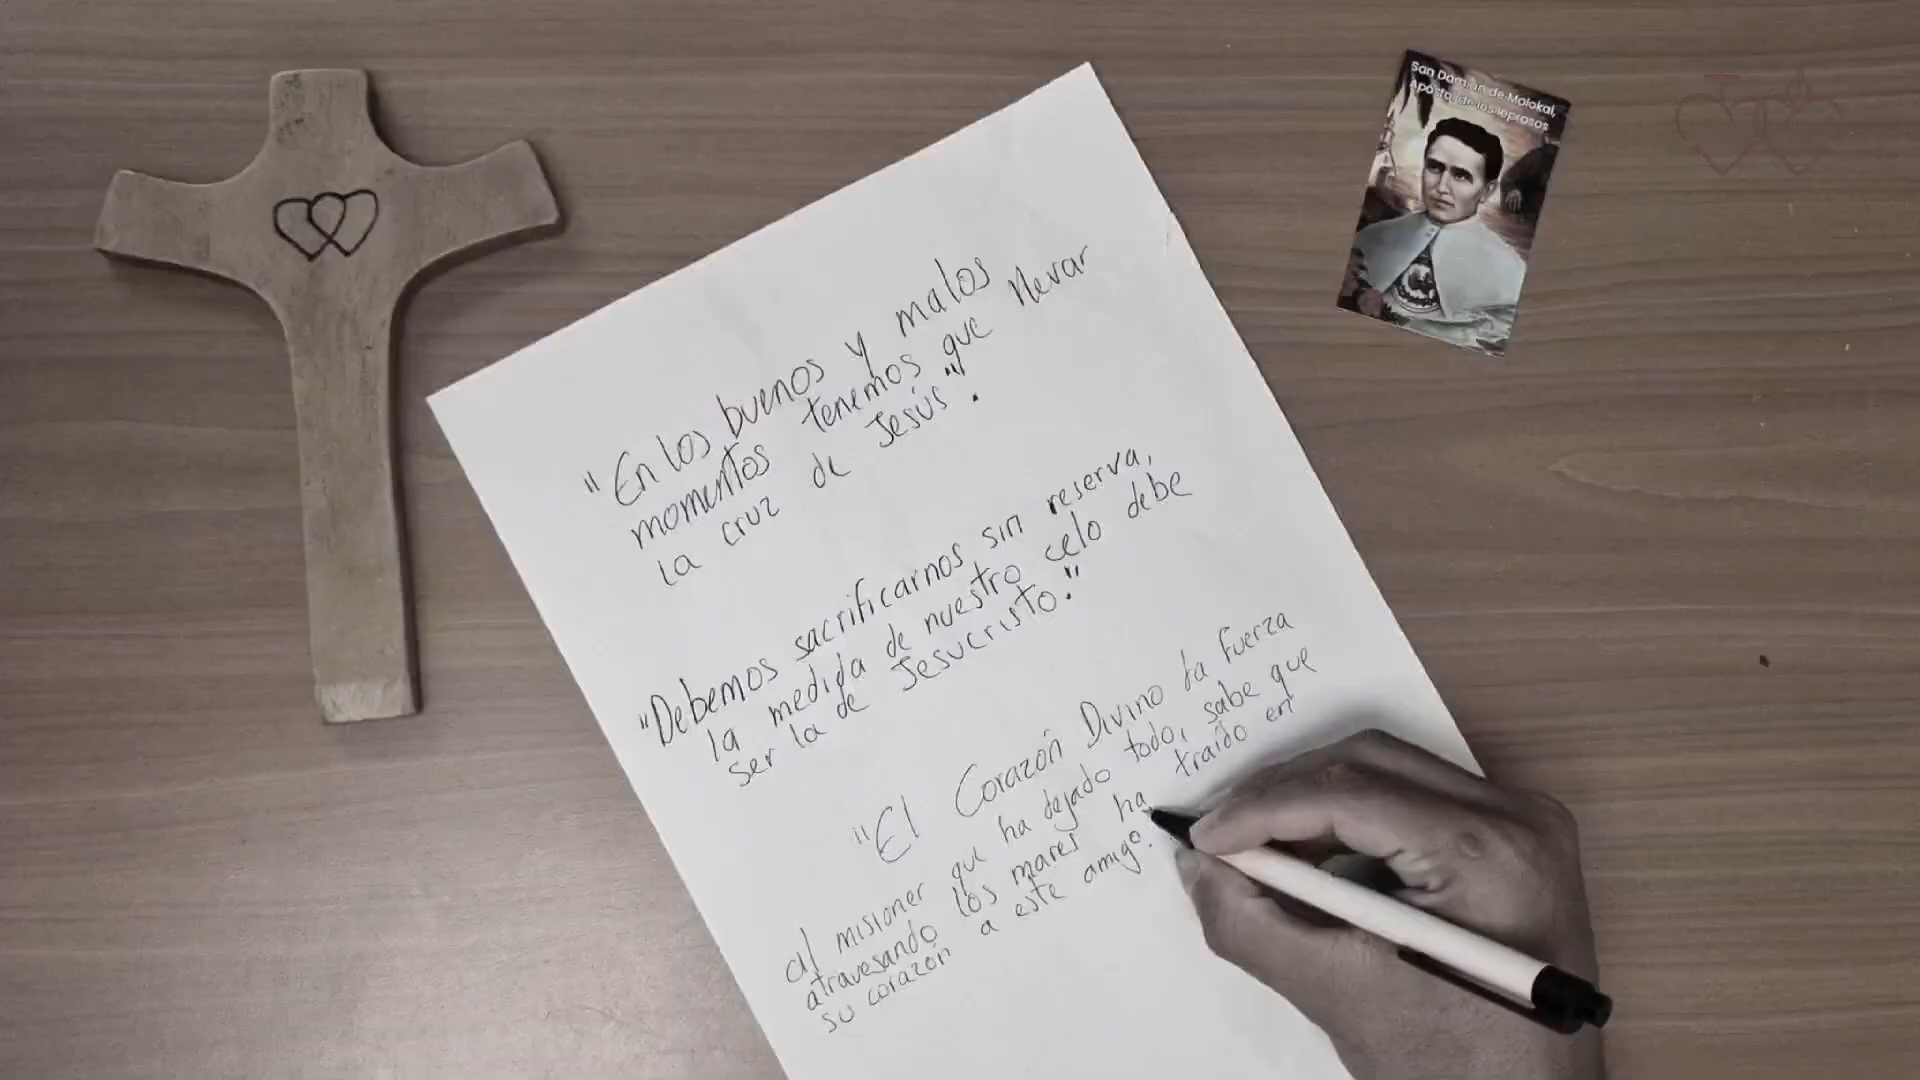 San Damián de Molokai,
Apóstol de los leprosos
"En los buenos y malos
momentos tenemos que llevar
la cruz de Jesús".
"Debemos sacrificarnos sin reserva,
la medida de nuestro celo debe
ser la de Jesucristo."
"El Corazón Divino da fuerza
al misioner que ha dejado todo, sabe que
atravesando los mares ha traído en
su corazón a este amigo.